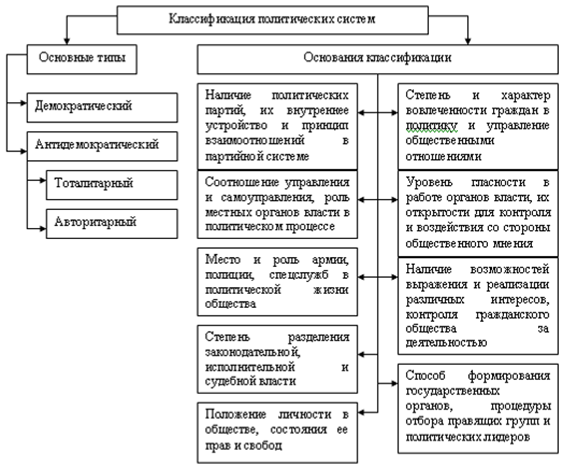 Классификация политических систем
Основные типы
Основания классификации
Демократический
Антидемократический
Тоталитарный
Авторитарный
Наличие политических
партий, их внутреннее
устройство и принцип
взаимоотношений в
партийной системе
Соотношение управления
и самоуправления, роль
местных органов власти в
политическом процессе
Место и роль армии,
полиции, спецслужб в
политической жизни
общества
Степень разделения
законодательной,
исполнительной и
судебной власти
Положение личности в
обществе, состояния ее
прав и свобод
Степень и характер
вовлеченности граждан в
политику и управление
общественными
отношениями
Уровень гласности в
работе органов власти, их
открытости для контроля
и воздействия со стороны
общественного мнения
Наличие возможностей
выражения и реализации
различных интересов,
контроля гражданского
общества за
деятельностью
Способ формирования
государственных
органов, процедуры
отбора правящих групп и
политических лидеров